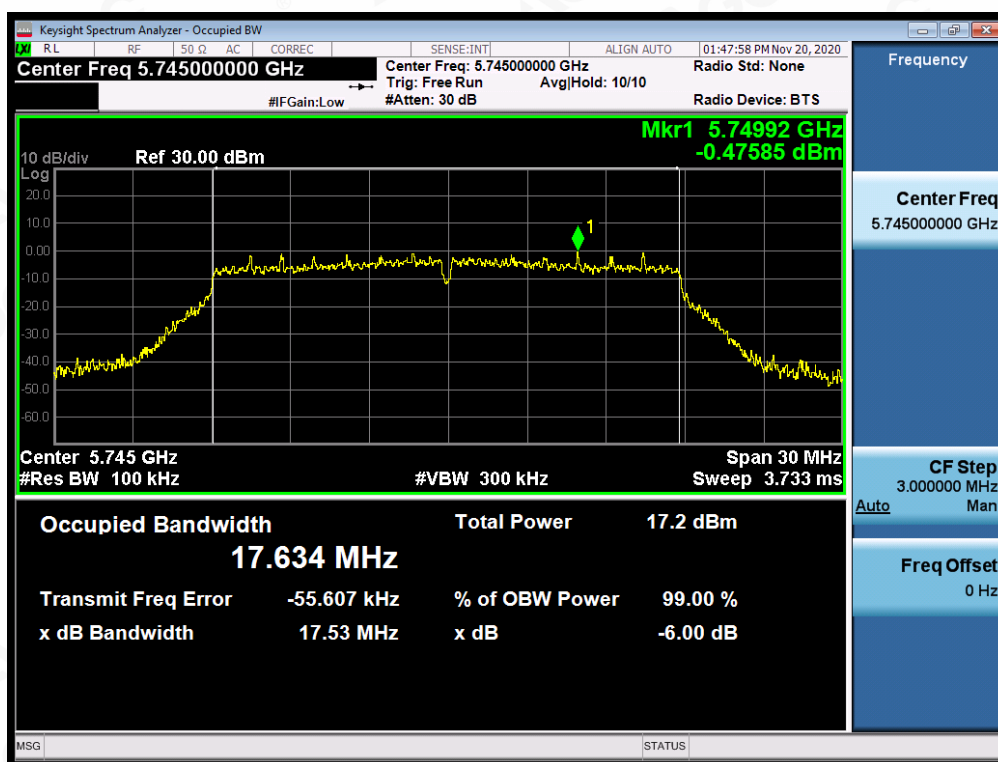 Keysight Spectrum Analyzer - Occupied BW
LXI RL RF 50 Ω AC CORREC SENSE:INT ALIGN AUTO 01:47:58 PM Nov 20, 2020
Center Freq 5.745000000 GHz
Center Freq: 5.745000000 GHz Radio Std: None
Trig: Free Run Avg|Hold: 10/10
#IFGain:Low #Atten: 30 dB Radio Device: BTS
Mkr1 5.74992 GHz
-0.47585 dBm
10 dB/div Ref 30.00 dBm
Log
20.0
10.0
1
0.00
-10.0
-20.0
-30.0
-40.0
-50.0
-60.0
Center 5.745 GHz Span 30 MHz
#Res BW 100 kHz #VBW 300 kHz Sweep 3.733 ms
Occupied Bandwidth Total Power 17.2 dBm
17.634 MHz
Transmit Freq Error -55.607 kHz % of OBW Power 99.00 %
x dB Bandwidth 17.53 MHz x dB -6.00 dB
MSG STATUS
Frequency
Center Freq
5.745000000 GHz
CF Step
3.000000 MHz
Auto Man
Freq Offset
0 Hz